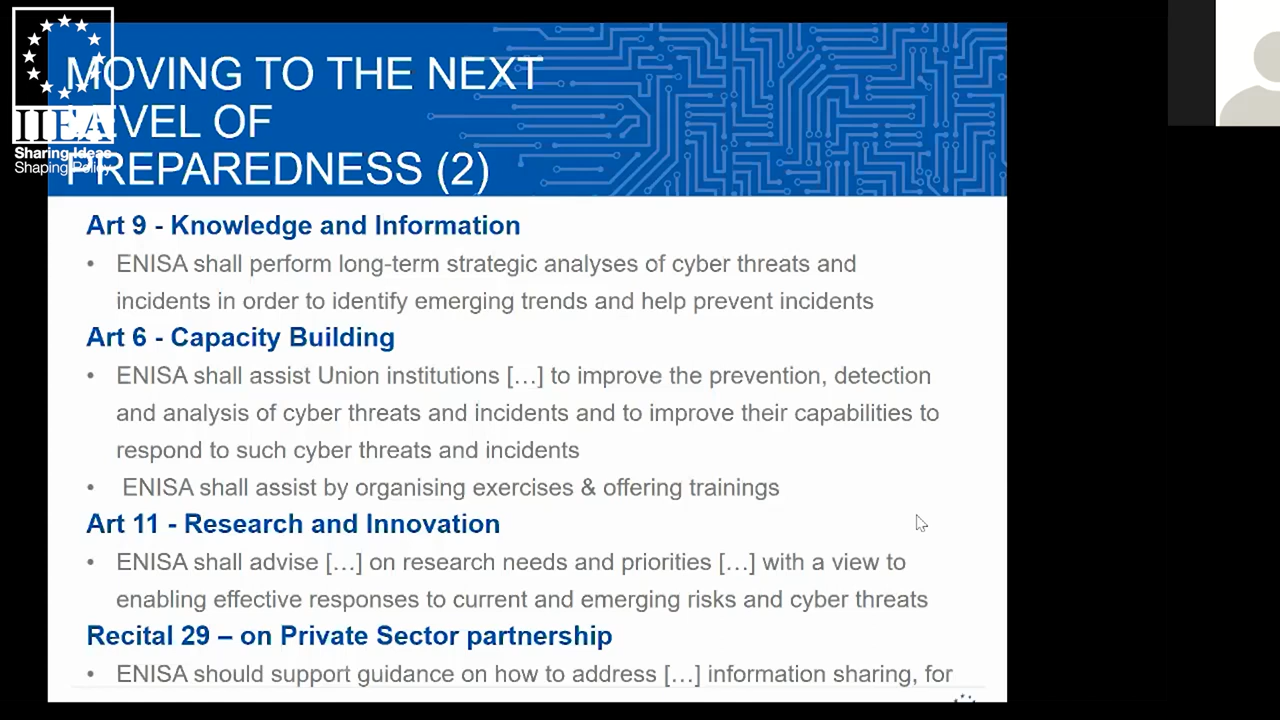 MOVING TO THE NEXT
LEVEL OF
PREPAREDNESS (2)
IIEA
Sharing Ideas
Shaping Policy
Art 9 - Knowledge and Information
• ENISA shall perform long-term strategic analyses of cyber threats and
incidents in order to identify emerging trends and help prevent incidents
Art 6 - Capacity Building
• ENISA shall assist Union institutions […] to improve the prevention, detection
and analysis of cyber threats and incidents and to improve their capabilities to
respond to such cyber threats and incidents
• ENISA shall assist by organising exercises & offering trainings
Art 11 - Research and Innovation
• ENISA shall advise […] on research needs and priorities […] with a view to
enabling effective responses to current and emerging risks and cyber threats
Recital 29 – on Private Sector partnership
• ENISA should support guidance on how to address […] information sharing, for